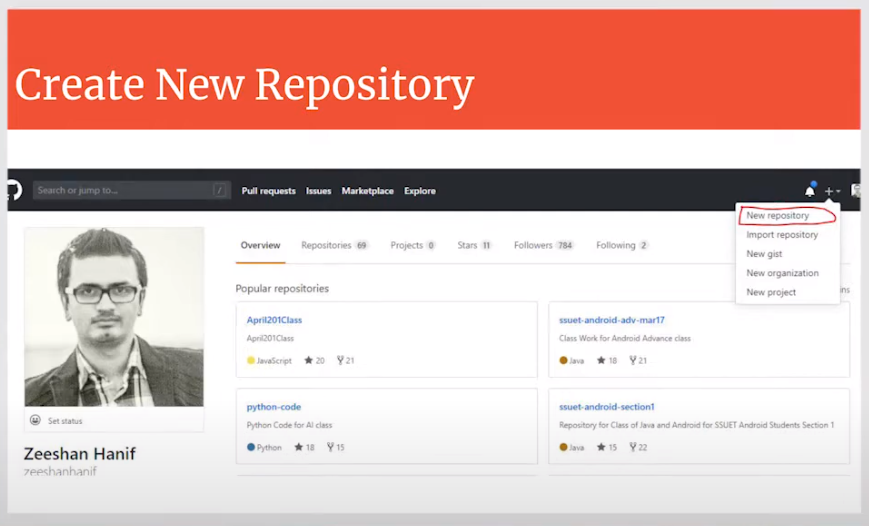 Create New Repository
Search or jump to... /
Pull requests Issues Marketplace Explore
New repository
Import repository
New gist
New organization
New project
Overview Repositories 69 Projects 0 Stars 11 Followers 784 Following 2
Popular repositories
April201Class
April201Class
JavaScript 20 21
ssuet-android-adv-mar17
Class Work for Android Advance class
Java 18 21
python-code
Python Code for AI class
Python 18 15
ssuet-android-section1
Repository for Class of Java and Android for SSUET Android Students Section 1
Java 15 22
Set status
Zeeshan Hanif
zeeshanhanif